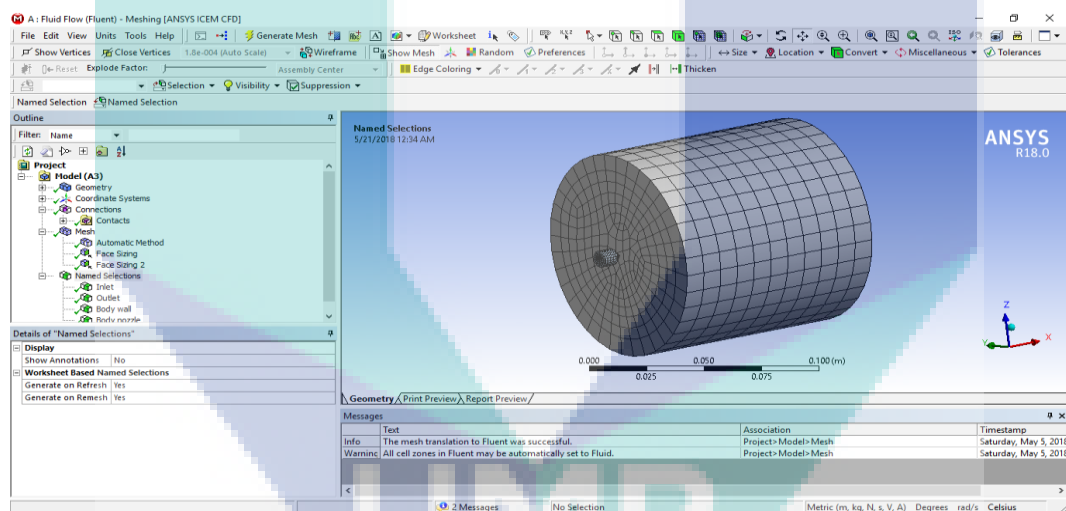 A : Fluid Flow (Fluent) - Meshing [ANSYS ICEM CFD]
File Edit View Units Tools Help Generate Mesh Worksheet
Show Vertices Close Vertices 1.8e-004 (Auto Scale) Wireframe Show Mesh Random Preferences Size Location Convert Miscellaneous Tolerances
Reset Explode Factor: Assembly Center Edge Coloring Thicken
Selection Visibility Suppression
Named Selection Named Selection
Outline
Filter: Name
Project
Model (A3)
Geometry
Coordinate Systems
Connections
Contacts
Mesh
Automatic Method
Face Sizing
Face Sizing 2
Named Selections
Inlet
Outlet
Body wall
Body nozzle
Details of "Named Selections"
Display
Show Annotations No
Worksheet Based Named Selections
Generate on Refresh Yes
Generate on Remesh Yes
Named Selections
5/21/2018 12:34 AM
ANSYS
R18.0
Z
X
Y
0.000 0.050 0.100 (m)
0.025 0.075
Geometry Print Preview Report Preview
Messages
Text Association Timestamp
Info The mesh translation to Fluent was successful. Project>Model>Mesh Saturday, May 5, 2018
Warning All cell zones in Fluent may be automatically set to Fluid. Project>Model>Mesh Saturday, May 5, 2018
UMP
2 Messages No Selection Metric (m, kg, N, s, V, A) Degrees rad/s Celsius